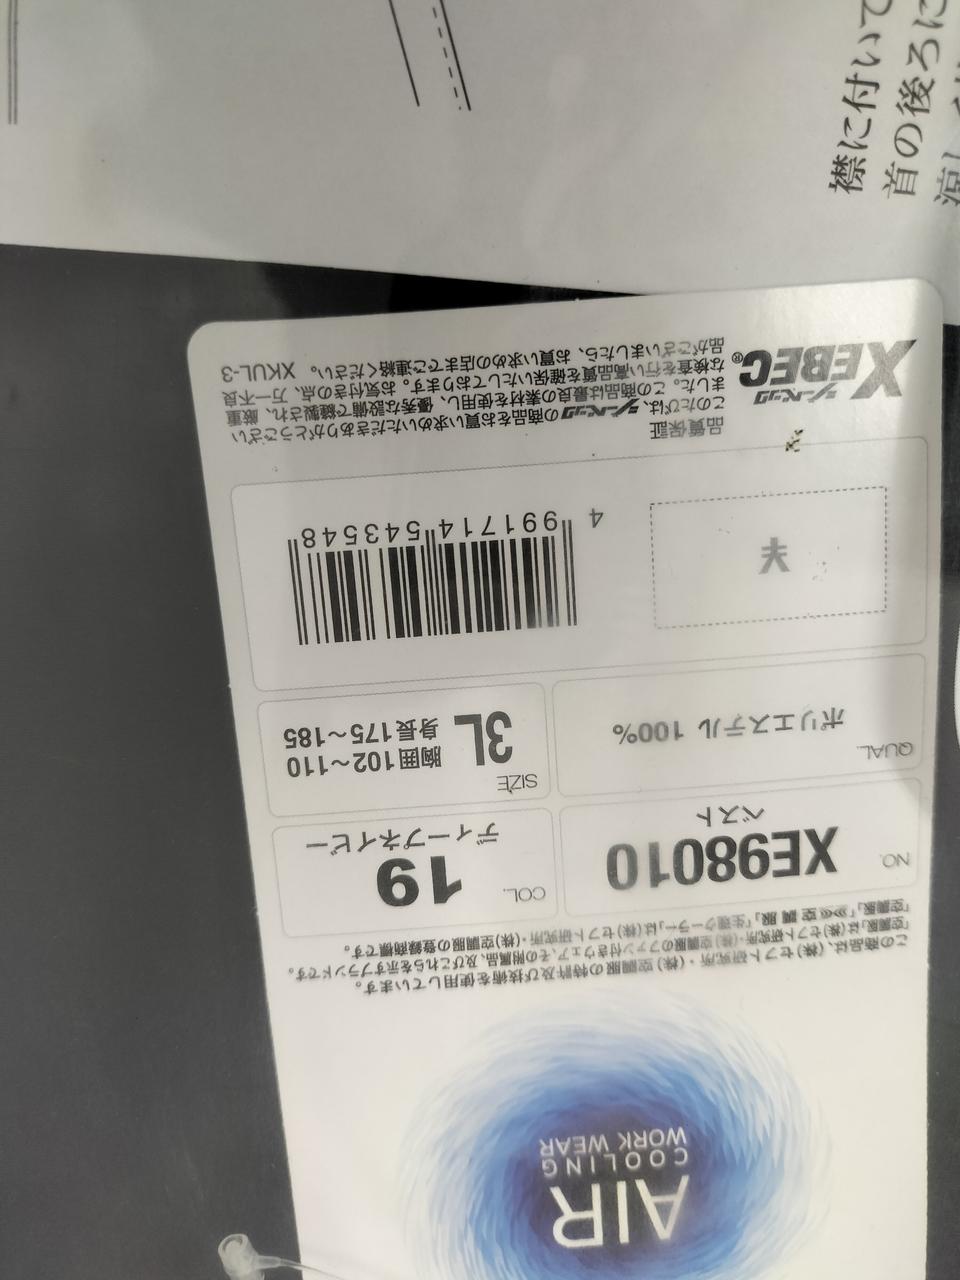 AIR
COOLING
WORK WEAR
この商品は、(株)セフト研究所・(株)空調服の特許及び技術を使用しています。
「空調服」は、(株)セフト研究所・(株)空調服のファン付きウェア、その附属品、及びこれらを示すブランドです。
「空調服」、「空調服」、「生理クーラー」は、(株)セフト研究所・(株)空調服の登録商標です。
NO.
XE98010
ベスト
COL.
19
ディープネイビー
QUAL.
ポリエステル 100%
SIZE
3L
胸囲102〜110
身長175〜185
4 991714 543548
品質保証
このたびは、ジーベックの商品をお買い求めいただきありがとうござい
ました。この商品は最良の素材を使用し、優秀な設備で縫製され、厳重
な検査を行い高品質を確保いたしております。お気付きの点、万一不良
品がございましたら、お買い求めの店までご連絡ください。 XKUL-3
ジーベック
XEBEC®
襟に付いて
首の後ろに